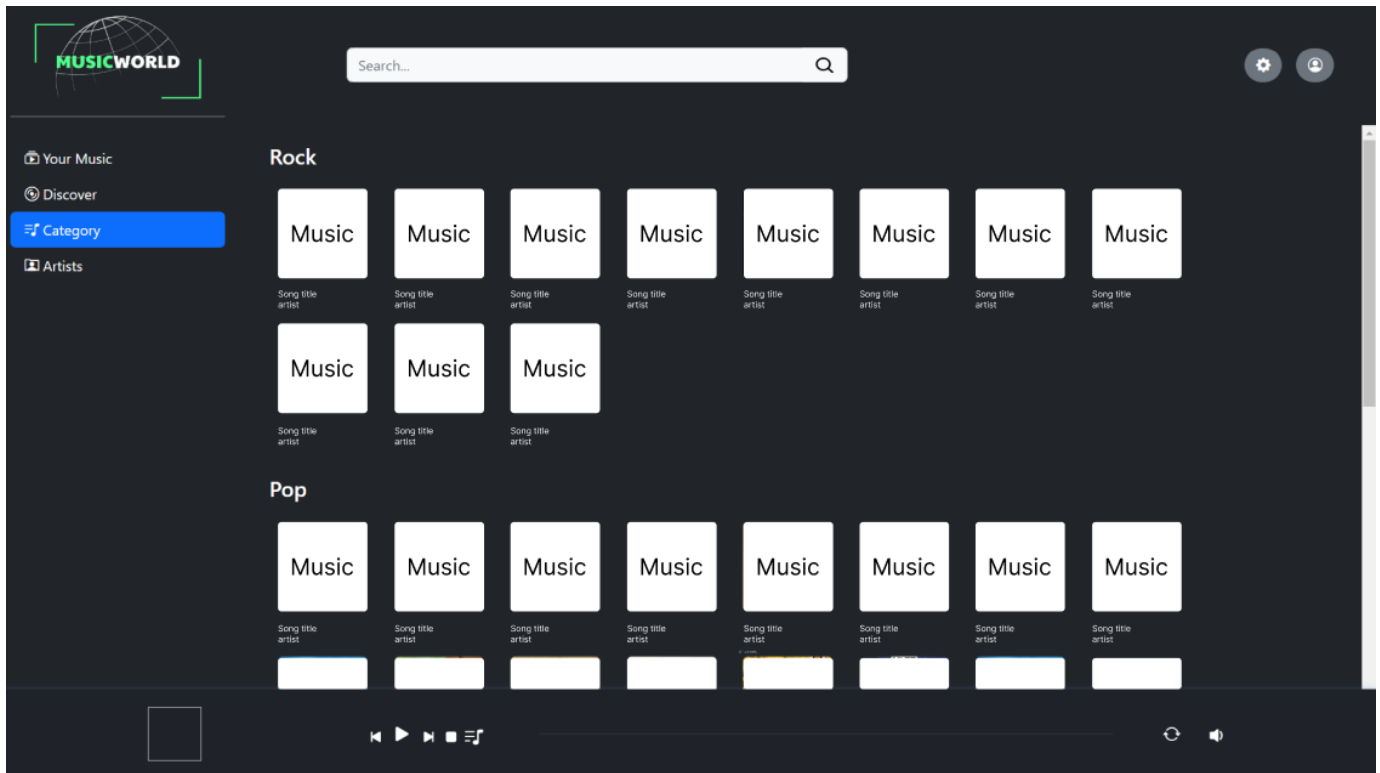 MUSICWORLD
Search...
Your Music
Discover
Category
Artists
Rock
Music Music Music Music Music Music Music Music
Song title Song title Song title Song title Song title Song title Song title Song title
artist artist artist artist artist artist artist artist
Music Music Music
Song title Song title Song title
artist artist artist
Pop
Music Music Music Music Music Music Music Music
Song title Song title Song title Song title Song title Song title Song title Song title
artist artist artist artist artist artist artist artist